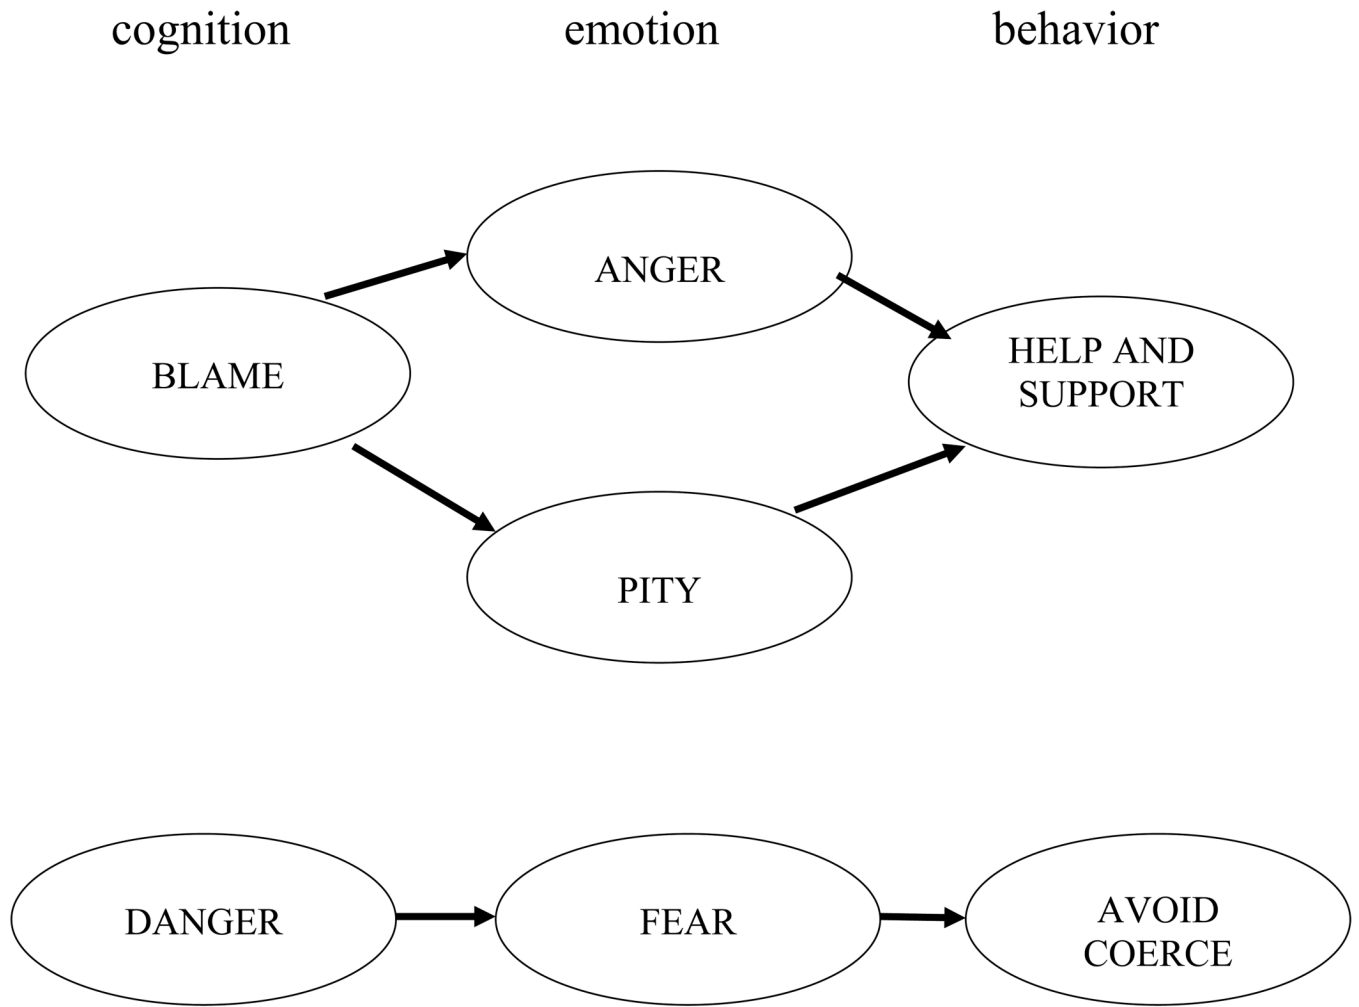 cognition emotion behavior
ANGER
BLAME
HELP AND
SUPPORT
PITY
DANGER
FEAR
AVOID
COERCE